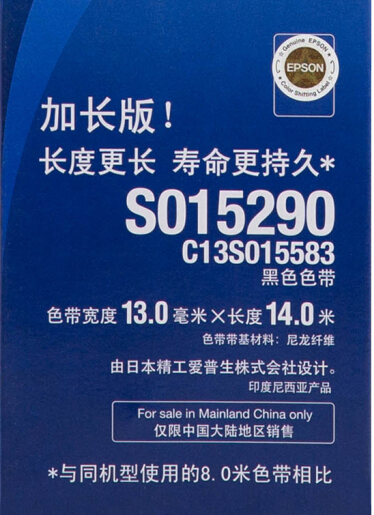 Genuine EPSON
EPSON
Color Shifting Label
加长版！
长度更长 寿命更持久*
S015290
C13S015583
黑色色带
色带宽度 13.0 毫米×长度 14.0 米
色带带基材料：尼龙纤维
由日本精工爱普生株式会社设计。
印度尼西亚产品
For sale in Mainland China only
仅限中国大陆地区销售
*与同机型使用的8.0米色带相比